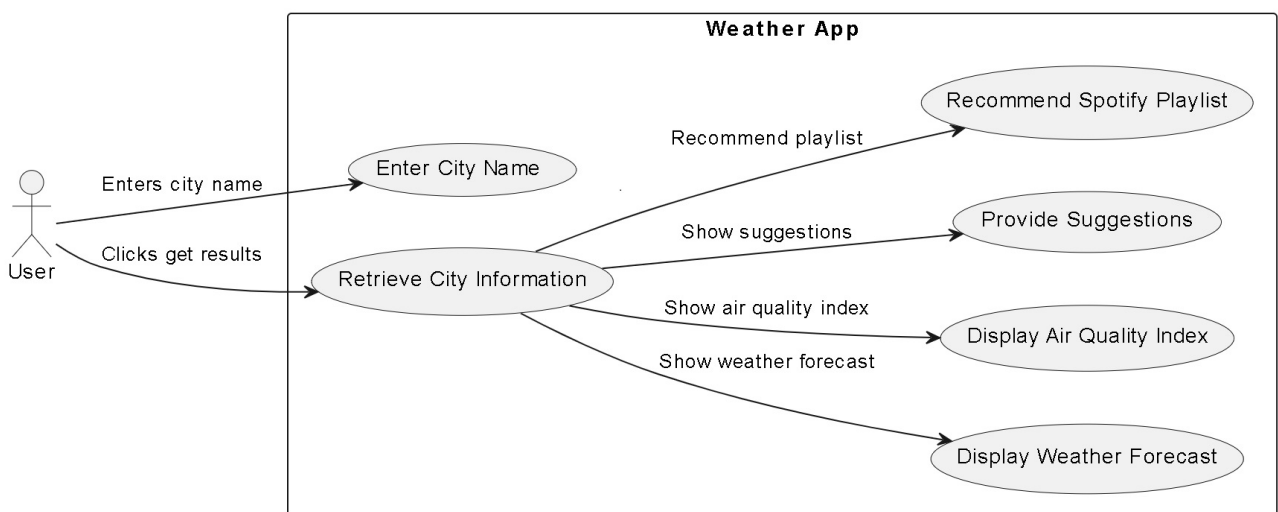 Weather App
Recommend Spotify Playlist
Recommend playlist
Enter City Name
Enters city name
Provide Suggestions
Show suggestions
Clicks get results
User
Retrieve City Information
Show air quality index
Display Air Quality Index
Show weather forecast
Display Weather Forecast